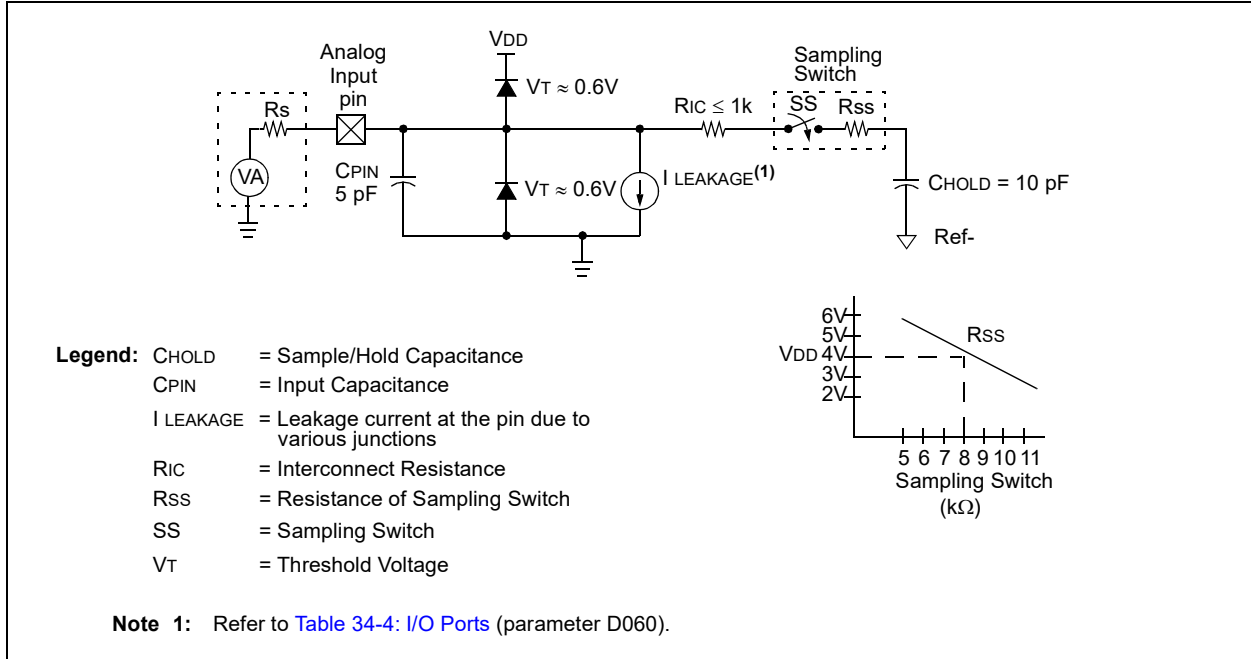 VDD
Analog
Input
pin
Sampling
Switch
VT ≈ 0.6V
RIC ≤ 1k
SS
Rss
Rs
VA
CPIN
5 pF
VT ≈ 0.6V
I LEAKAGE(1)
CHOLD = 10 pF
Ref-
6V
5V
VDD 4V
3V
2V
RSS
5 6 7 8 9 10 11
Sampling Switch
(kΩ)
Legend: CHOLD = Sample/Hold Capacitance
CPIN = Input Capacitance
I LEAKAGE = Leakage current at the pin due to
various junctions
RIC = Interconnect Resistance
RSS = Resistance of Sampling Switch
SS = Sampling Switch
VT = Threshold Voltage
Note 1: Refer to Table 34-4: I/O Ports (parameter D060).